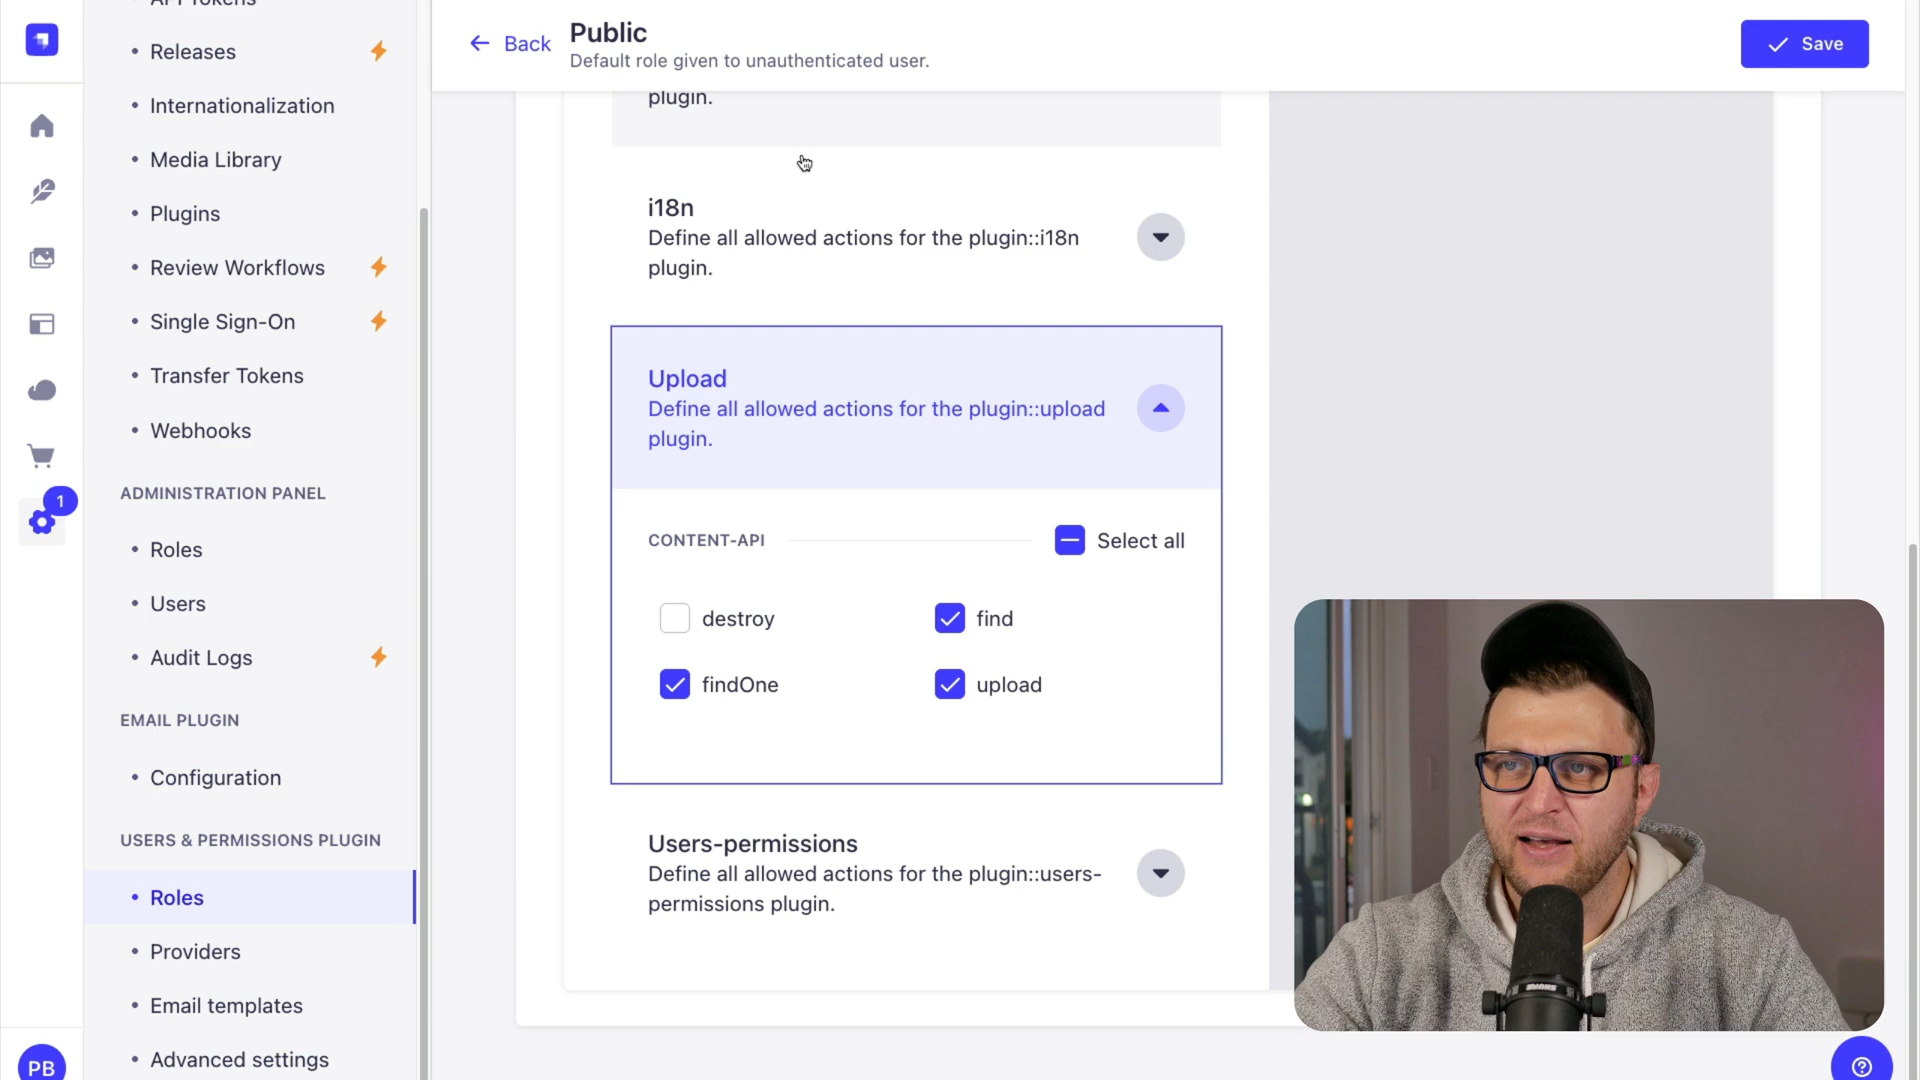 API Tokens
Releases
Internationalization
Media Library
Plugins
Review Workflows
Single Sign-On
Transfer Tokens
Webhooks
ADMINISTRATION PANEL
Roles
Users
Audit Logs
EMAIL PLUGIN
Configuration
USERS & PERMISSIONS PLUGIN
Roles
Providers
Email templates
Advanced settings
1
PB
Back
Public
Default role given to unauthenticated user.
Save
plugin.
i18n
Define all allowed actions for the plugin::i18n
plugin.
Upload
Define all allowed actions for the plugin::upload
plugin.
CONTENT-API
Select all
destroy
find
findOne
upload
Users-permissions
Define all allowed actions for the plugin::users-
permissions plugin.